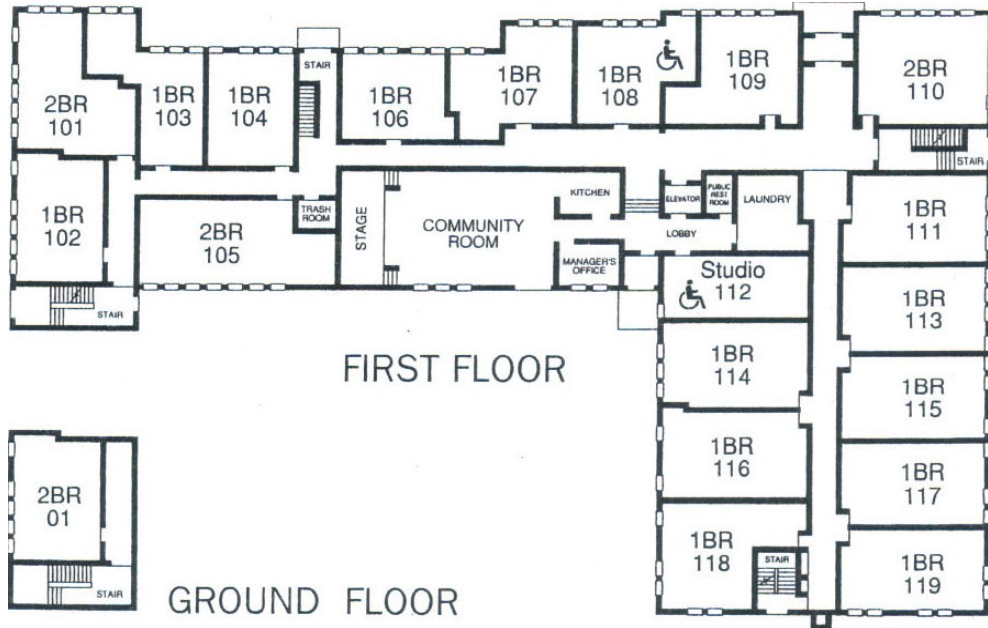 2BR
101
1BR
103
1BR
104
STAIR
1BR
106
1BR
107
1BR
108
1BR
109
2BR
110
STAIR
1BR
102
2BR
105
TRASH
ROOM
STAGE
COMMUNITY
ROOM
KITCHEN
MANAGER'S
OFFICE
ELEVATOR
PUBLIC
REST
ROOM
LAUNDRY
LOBBY
1BR
111
STAIR
Studio
112
1BR
113
FIRST FLOOR
1BR
114
1BR
115
1BR
116
1BR
117
1BR
118
STAIR
1BR
119
2BR
01
STAIR
GROUND FLOOR